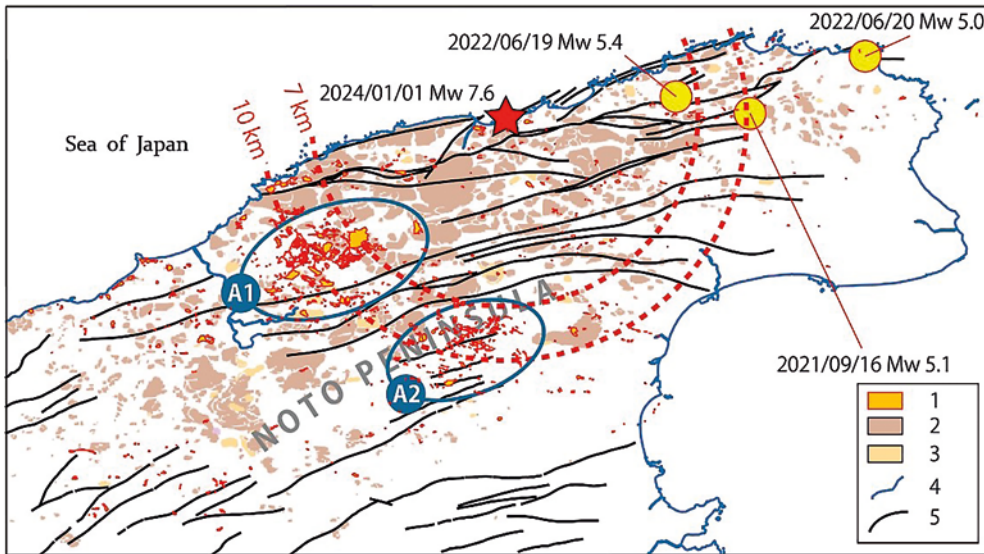 2022/06/20 Mw 5.0
2022/06/19 Mw 5.4
2024/01/01 Mw 7.6
10 km
7 km
Sea of Japan
A1
A2
NOTO PENINSULA
2021/09/16 Mw 5.1
1
2
3
4
5